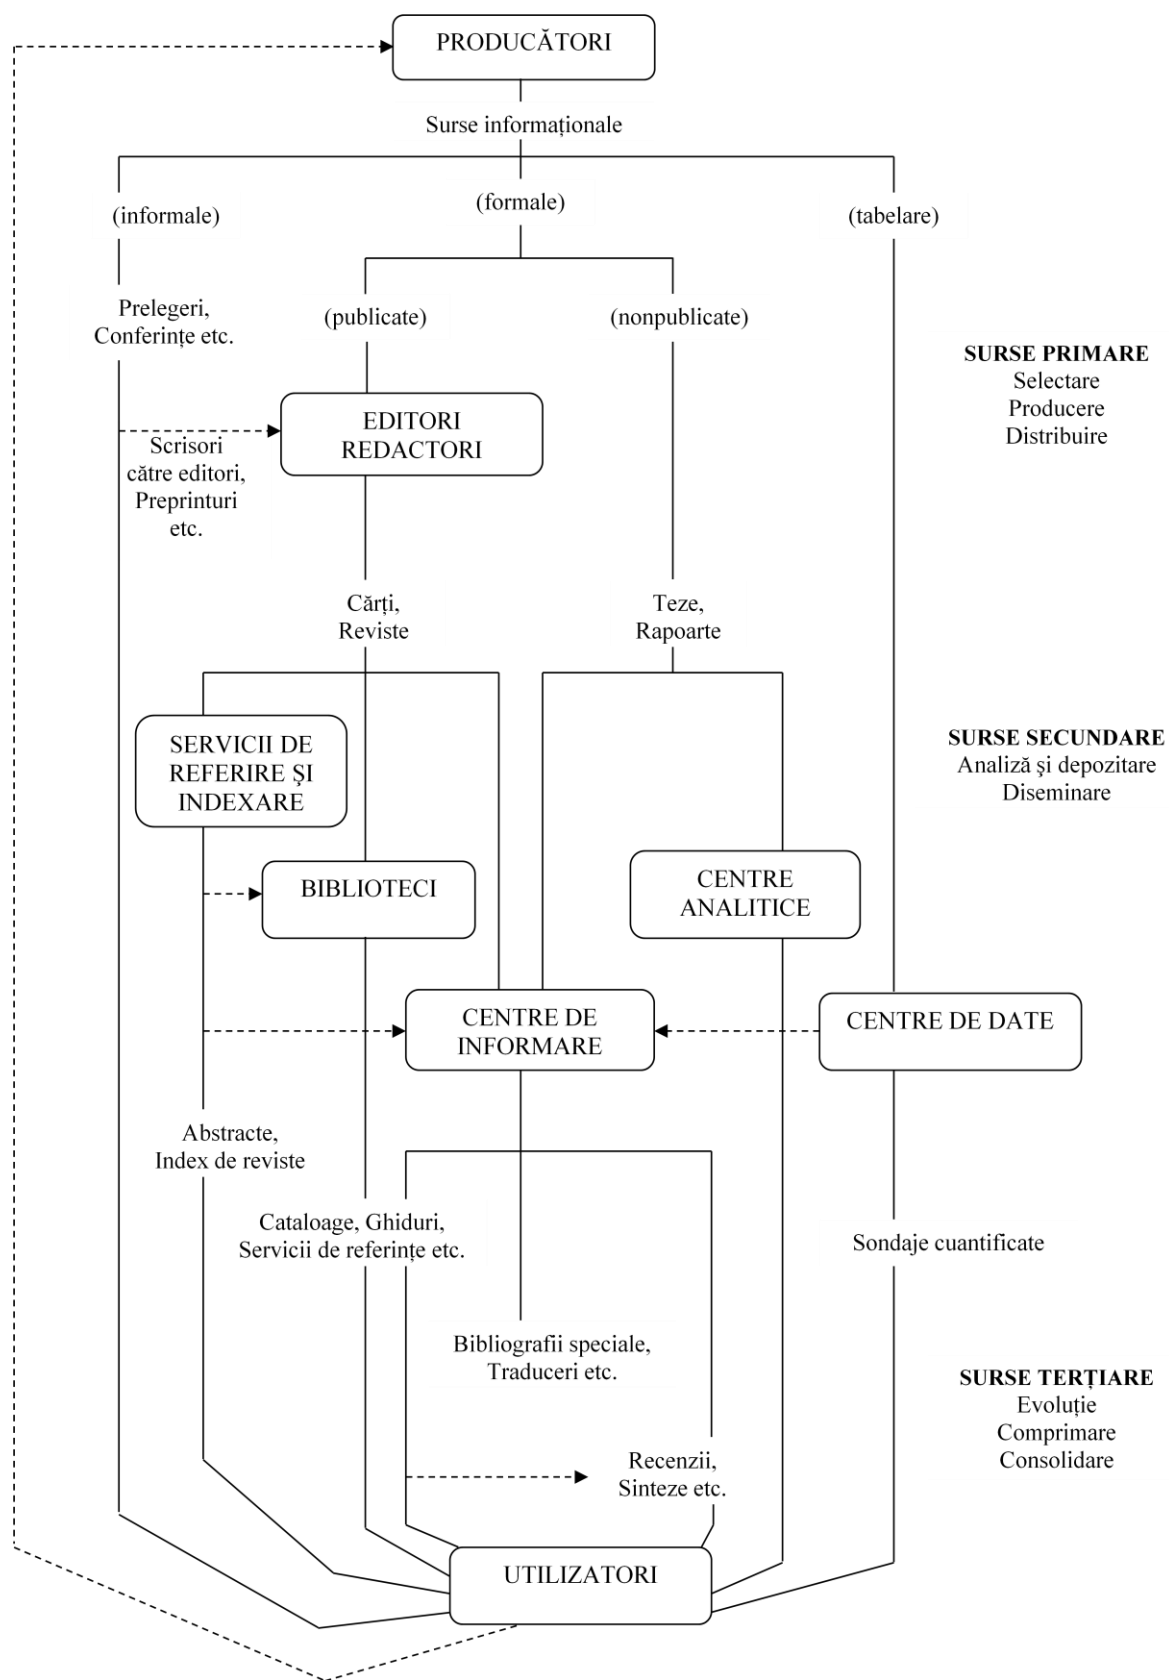 PRODUCĂTORI
Surse informaționale
(informale)
(formale)
(tabelare)
Prelegeri,
Conferințe etc.
(publicate)
(nonpublicate)
SURSE PRIMARE
Selectare
Producere
Distribuire
EDITORI
REDACTORI
Scrisori
către editori,
Preprinturi
etc.
Cărți,
Reviste
Teze,
Rapoarte
SERVICII DE
REFERIRE ŞI
INDEXARE
SURSE SECUNDARE
Analiză şi depozitare
Diseminare
BIBLIOTECI
CENTRE
ANALITICE
CENTRE DE
INFORMARE
CENTRE DE DATE
Abstracte,
Index de reviste
Cataloage, Ghiduri,
Servicii de referințe etc.
Sondaje cuantificate
Bibliografii speciale,
Traduceri etc.
SURSE TERȚIARE
Evoluție
Comprimare
Consolidare
Recenzii,
Sinteze etc.
UTILIZATORI